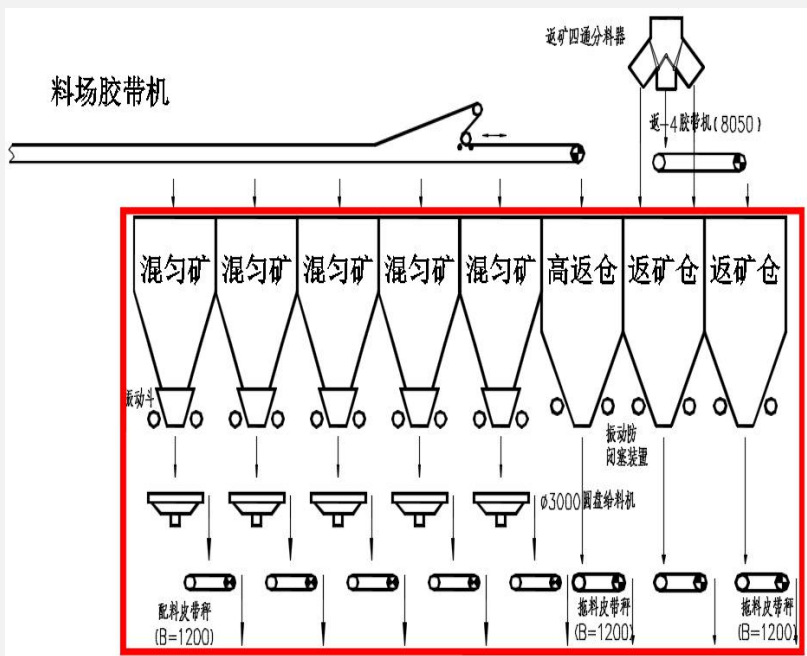 返矿四通分料器
料场胶带机
返-4胶带机(8050)
混匀矿
混匀矿
混匀矿
混匀矿
混匀矿
高返仓
返矿仓
返矿仓
振动斗
振动防
闭塞装置
ø3000圆盘给料机
配料皮带秤
(B=1200)
拖料皮带秤
(B=1200)
拖料皮带秤
(B=1200)